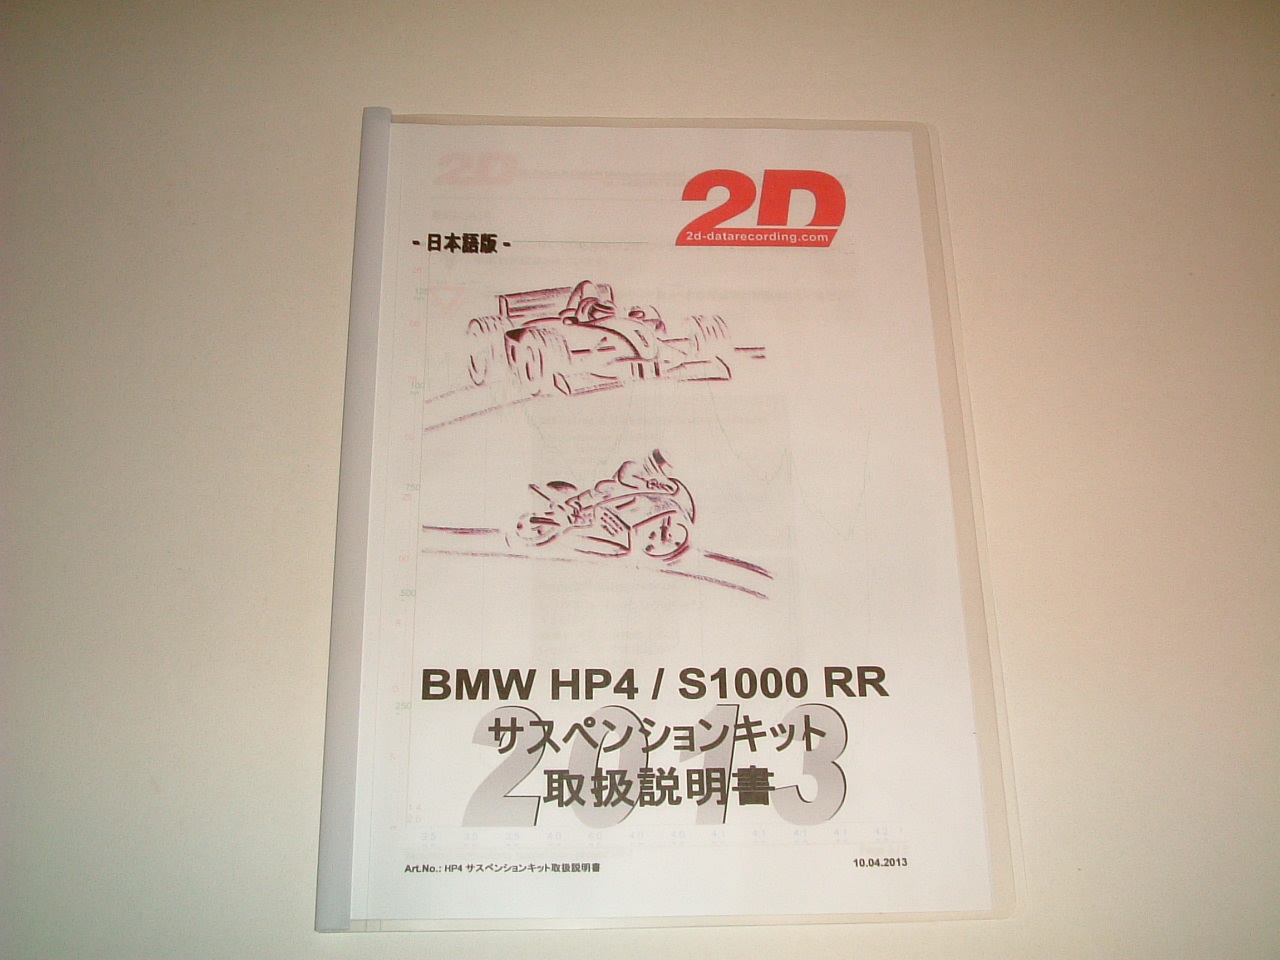 2D
2d-datarecording.com
- 日本語版 -
BMW HP4 / S1000 RR
2013
サスペンションキット
取扱説明書
Art.No.: HP4 サスペンションキット取扱説明書
10.04.2013